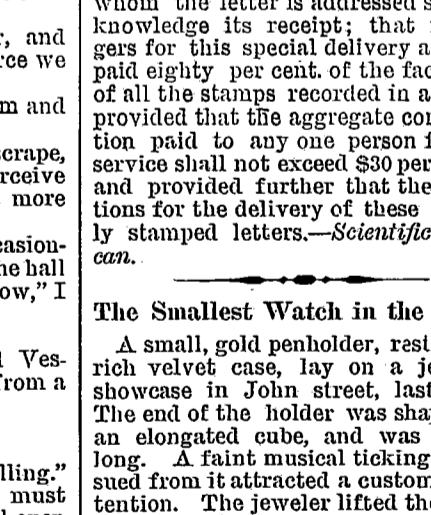 r, and
rce we
m and
scrape,
rceive
more
casion-
he hall
ow," I
l Ves-
from a
lling."
must
whom the letter is addressed
knowledge its receipt; that
gers for this special delivery a
paid eighty per cent. of the fac
of all the stamps recorded in a
provided that the aggregate co
tion paid to any one person f
service shall not exceed $30 per
and provided further that the
tions for the delivery of these
ly stamped letters.—Scientific
can.
The Smallest Watch in the
A small, gold penholder, rest
rich velvet case, lay on a je
showcase in John street, last
The end of the holder was sha
an elongated cube, and was
long. A faint musical ticking
sued from it attracted a custom
tention. The jeweler lifted the